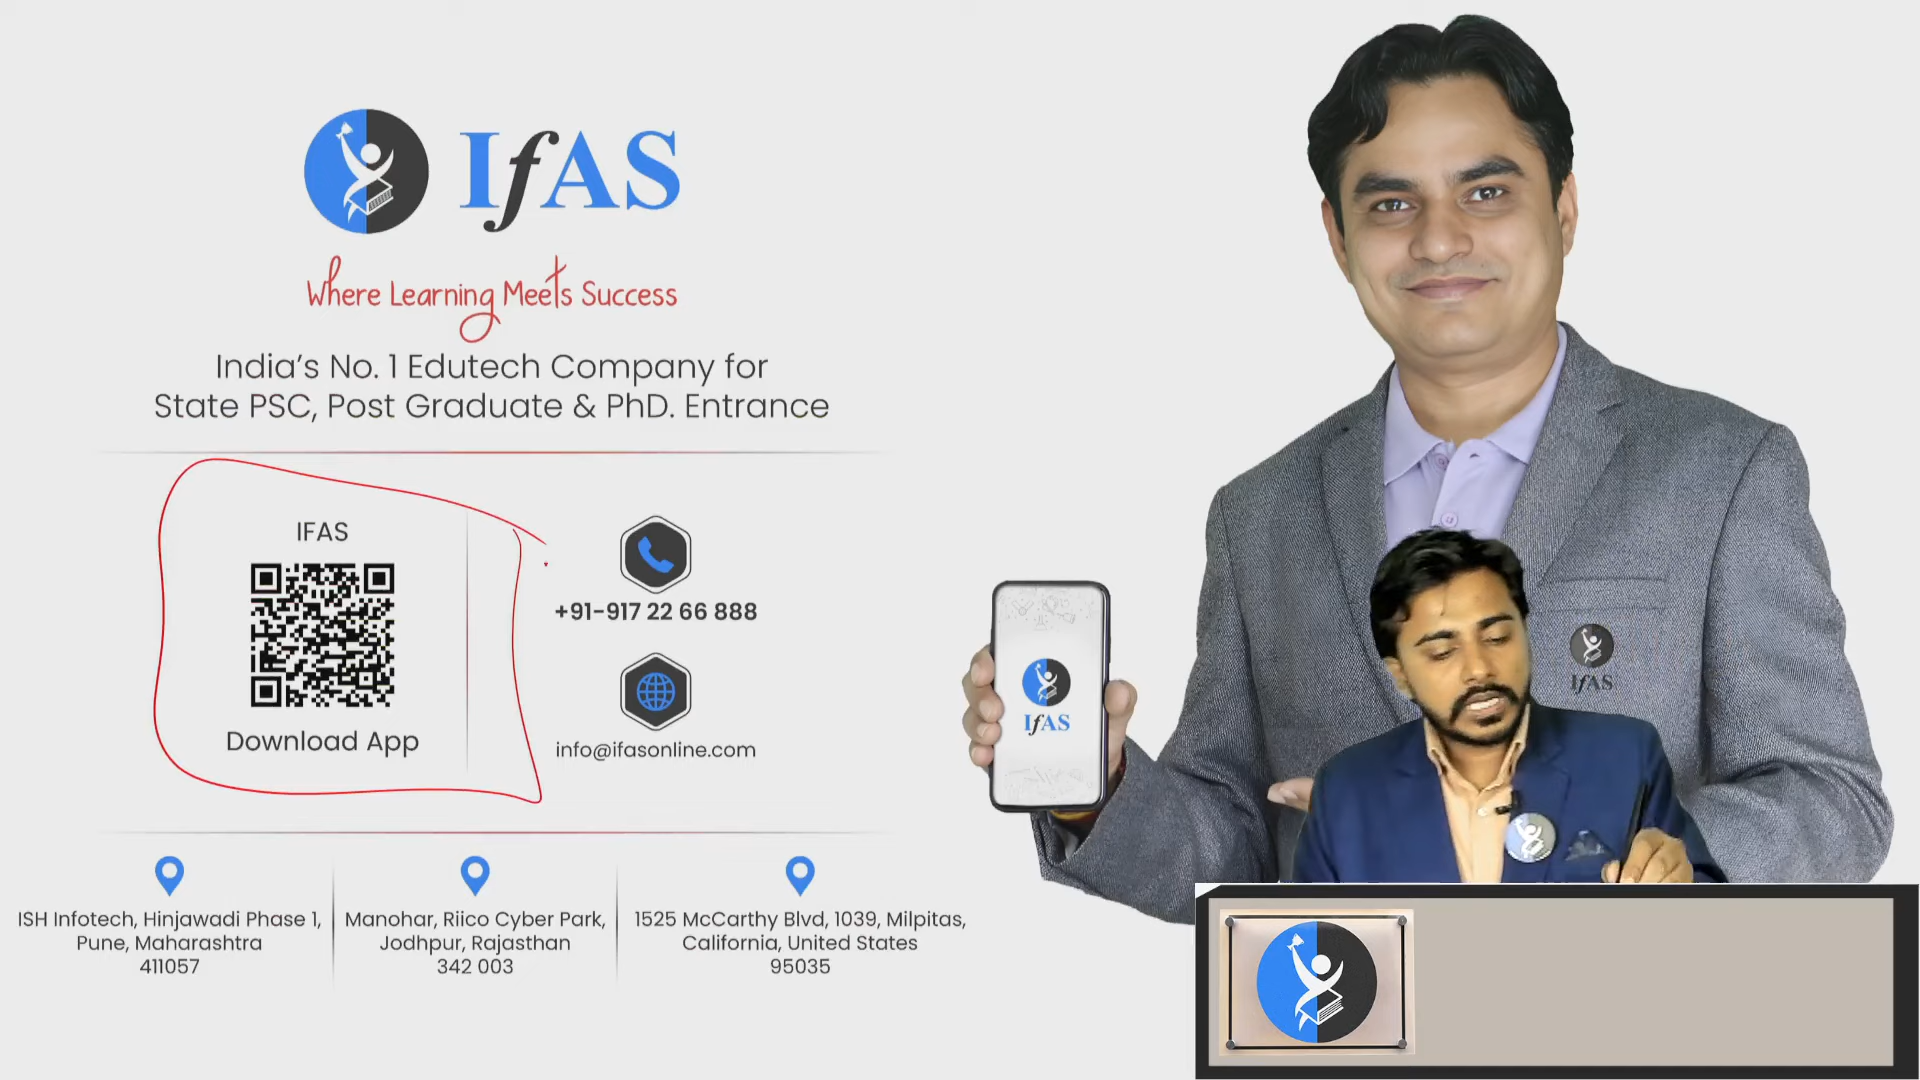 IfAS
Where Learning Meets Success
India's No. 1 Edutech Company for
State PSC, Post Graduate & PhD. Entrance
IFAS
Download App
+91-917 22 66 888
info@ifasonline.com
ISH Infotech, Hinjawadi Phase 1,
Pune, Maharashtra
411057
Manohar, Riico Cyber Park,
Jodhpur, Rajasthan
342 003
1525 McCarthy Blvd, 1039, Milpitas,
California, United States
95035
IfAS
IfAS